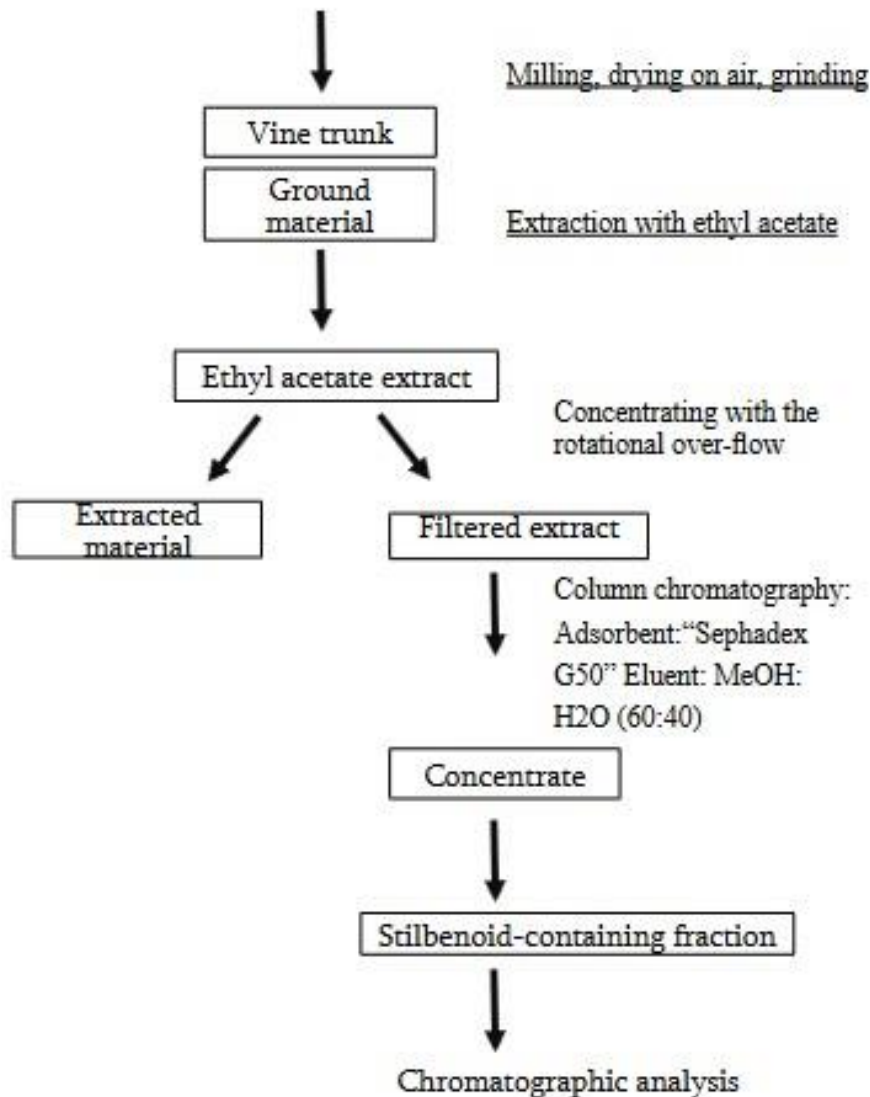 Milling, drying on air, grinding
Vine trunk
Ground
material
Extraction with ethyl acetate
Ethyl acetate extract
Concentrating with the
rotational over-flow
Extracted
material
Filtered extract
Column chromatography:
Adsorbent:“Sephadex
G50” Eluent: MeOH:
H2O (60:40)
Concentrate
Stilbenoid-containing fraction
Chromatographic analysis